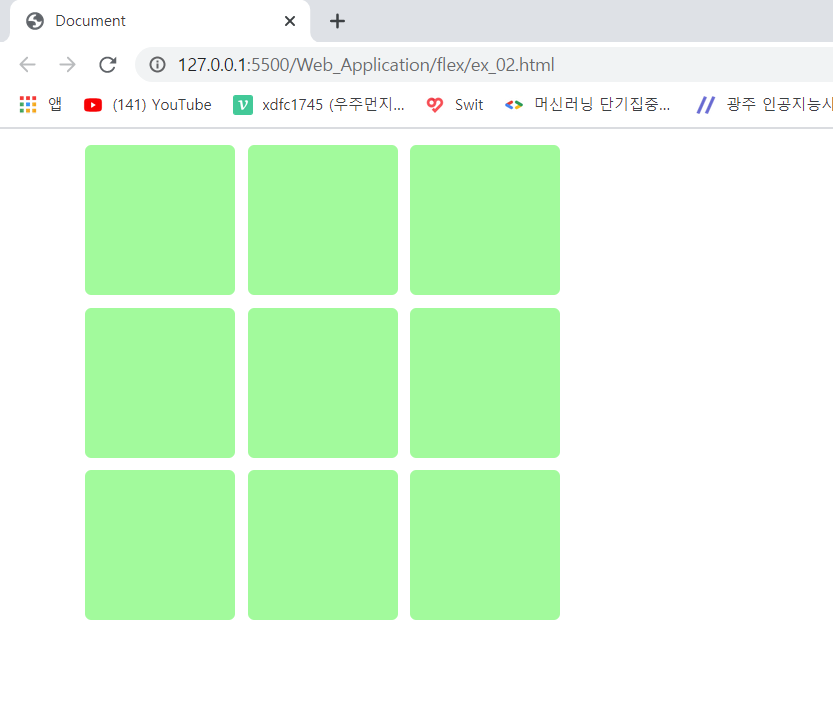 Document
127.0.0.1:5500/Web_Application/flex/ex_02.html
앱 (141) YouTube xdfc1745 (우주먼지... Swit 머신러닝 단기집중... 광주 인공지능사